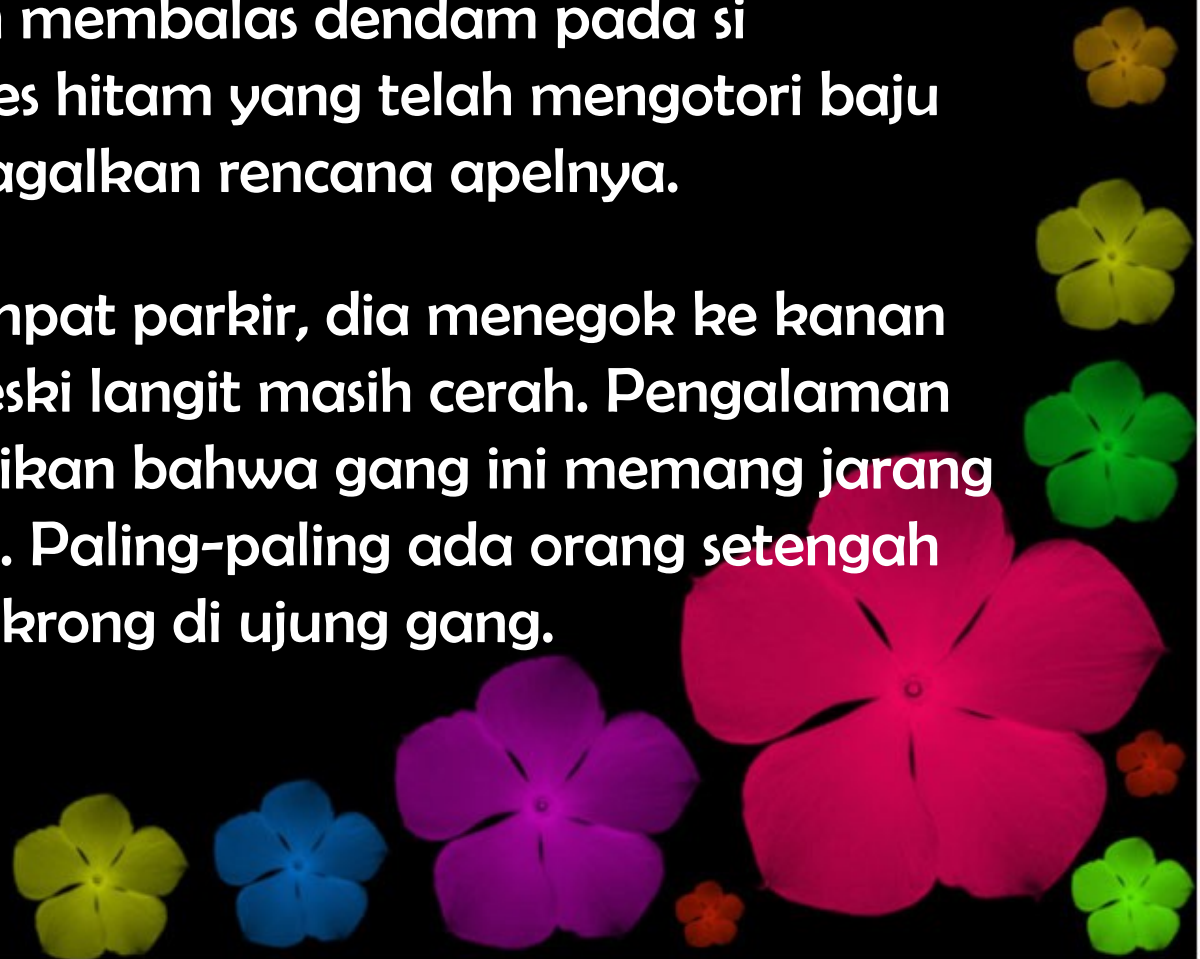 membalas dendam pada si
es hitam yang telah mengotori baju
agalkan rencana apelnya.
mpat parkir, dia menegok ke kanan
eski langit masih cerah. Pengalaman
ikan bahwa gang ini memang jarang
. Paling-paling ada orang setengah
krong di ujung gang.